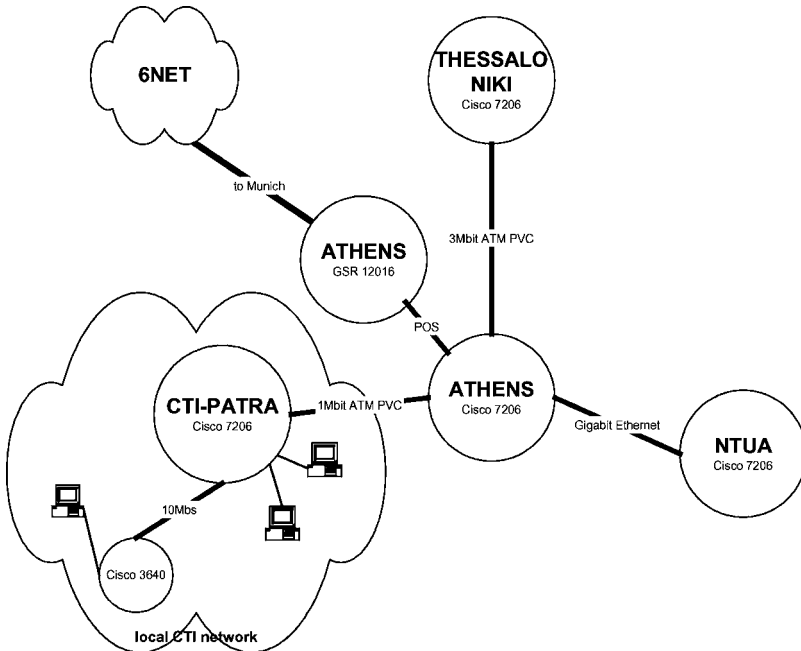 6NET
THESSALO
NIKI
Cisco 7206
to Munich
3Mbit ATM PVC
ATHENS
GSR 12016
POS
CTI-PATRA
Cisco 7206
1Mbit ATM PVC
ATHENS
Cisco 7206
Gigabit Ethernet
NTUA
Cisco 7206
10Mbs
Cisco 3640
local CTI network